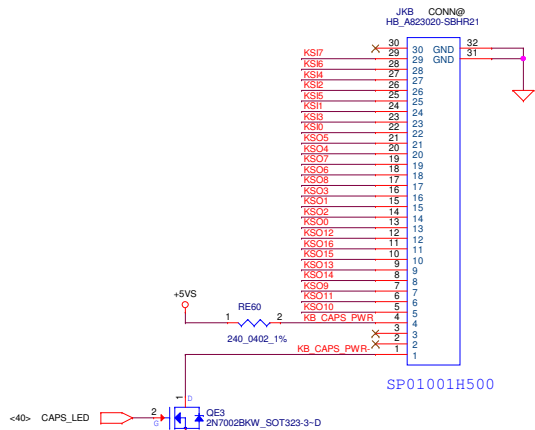 JKB CONN@
HB_A823020-SBHR21
30 30 GND 32
KSI7 29 29 GND 31
KSI6 28 28
KSI4 27 27
KSI2 26 26
KSI5 25 25
KSI1 24 24
KSI3 23 23
KSI0 22 22
KSO5 21 21
KSO4 20 20
KSO7 19 19
KSO6 18 18
KSO8 17 17
KSO3 16 16
KSO1 15 15
KSO2 14 14
KSO0 13 13
KSO12 12 12
KSO16 11 11
KSO15 10 10
KSO13 9 9
KSO14 8 8
KSO9 7 7
KSO11 6 6
KSO10 5 5
+5VS
RE60
1 2 KB_CAPS_PWR 4 4
240_0402_1%
3 3
2 2
KB_CAPS_PWR- 1 1
SP01001H500
1 D
<40> CAPS_LED 2 G QE3
2N7002BKW_SOT323-3~D